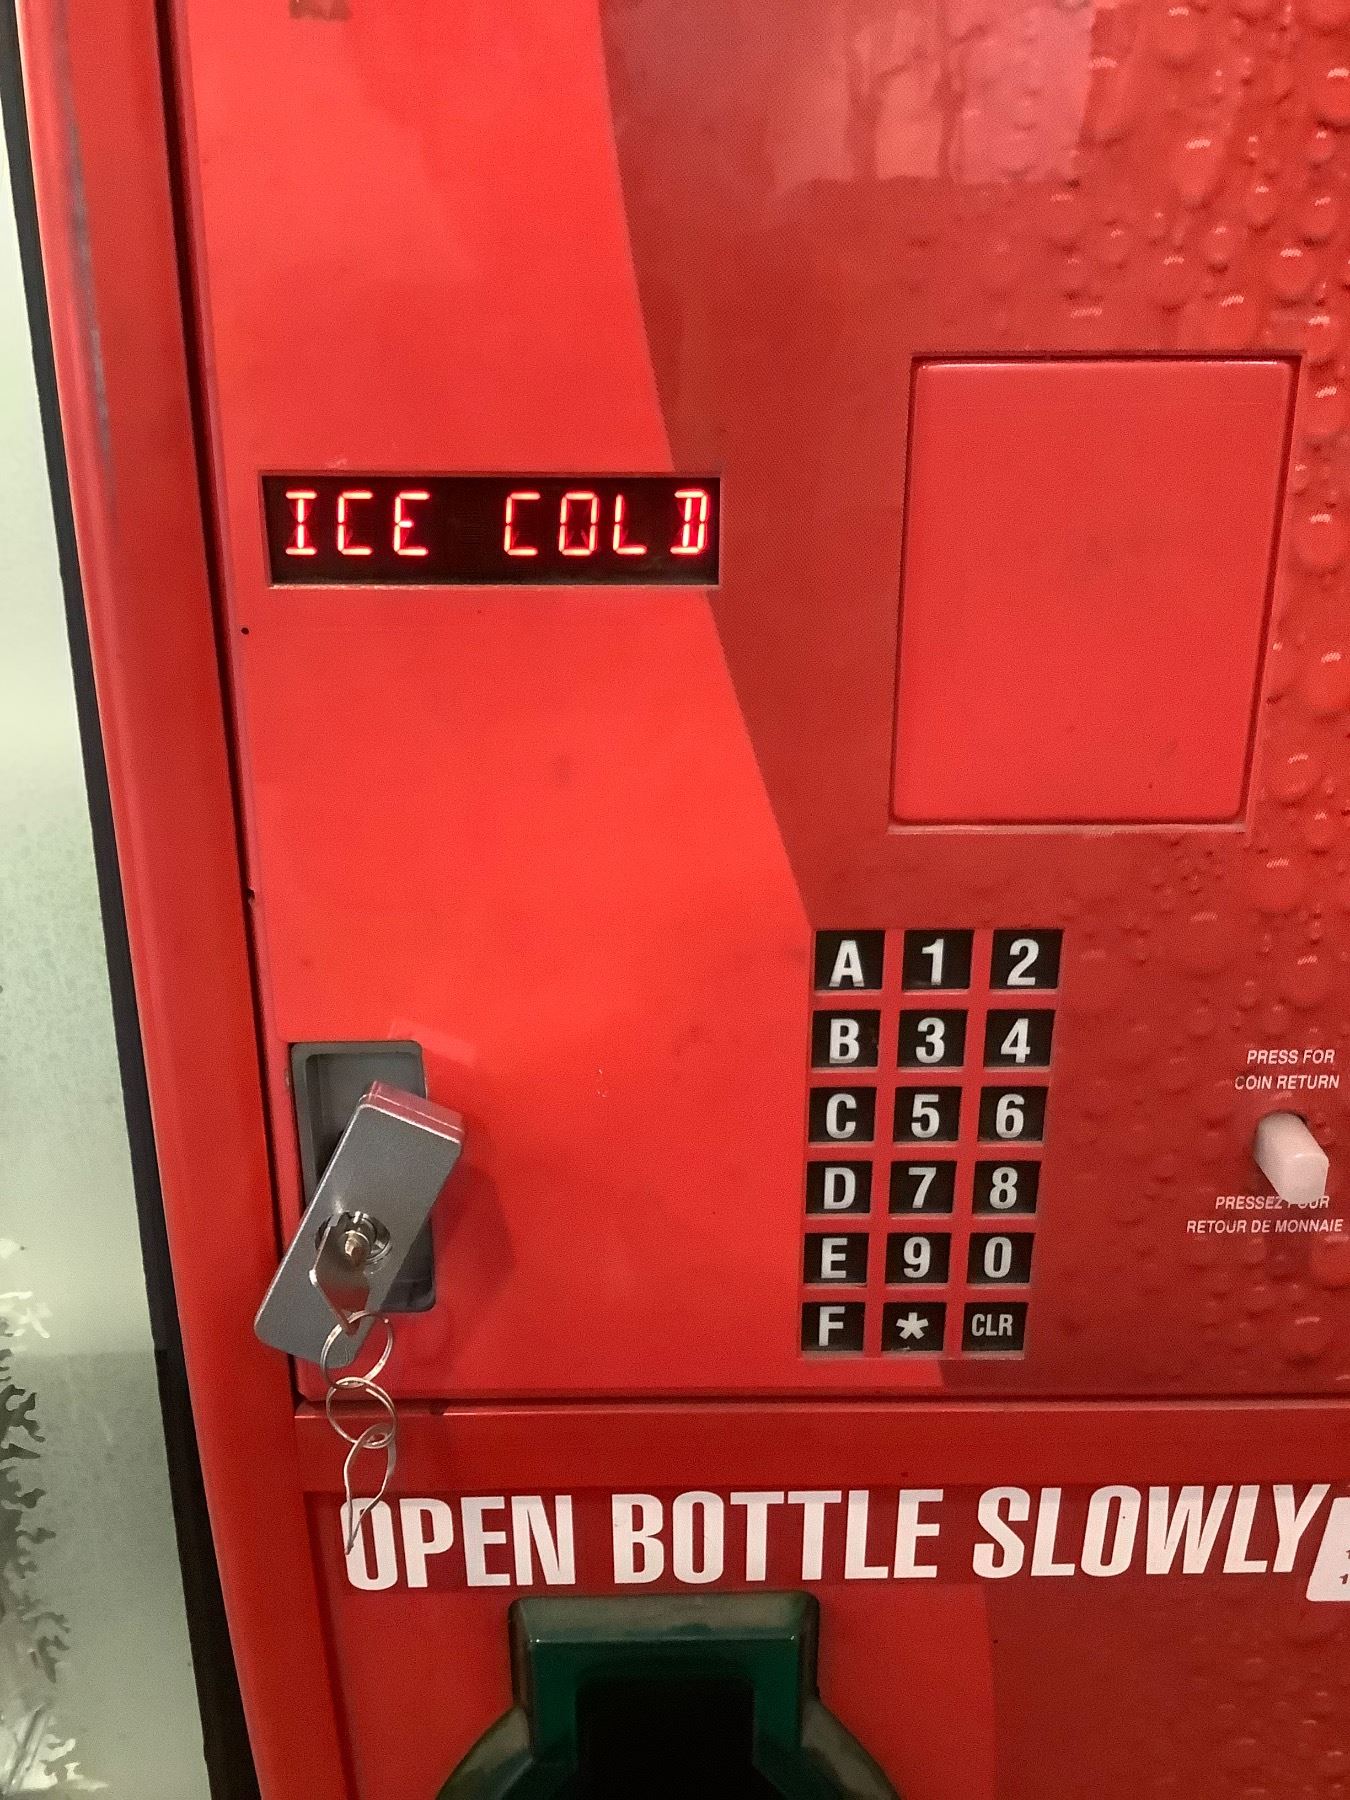 ICE COLD
A 1 2
B 3 4
C 5 6
D 7 8
E 9 0
F * CLR
PRESS FOR
COIN RETURN
PRESSEZ POUR
RETOUR DE MONNAIE
OPEN BOTTLE SLOWLY